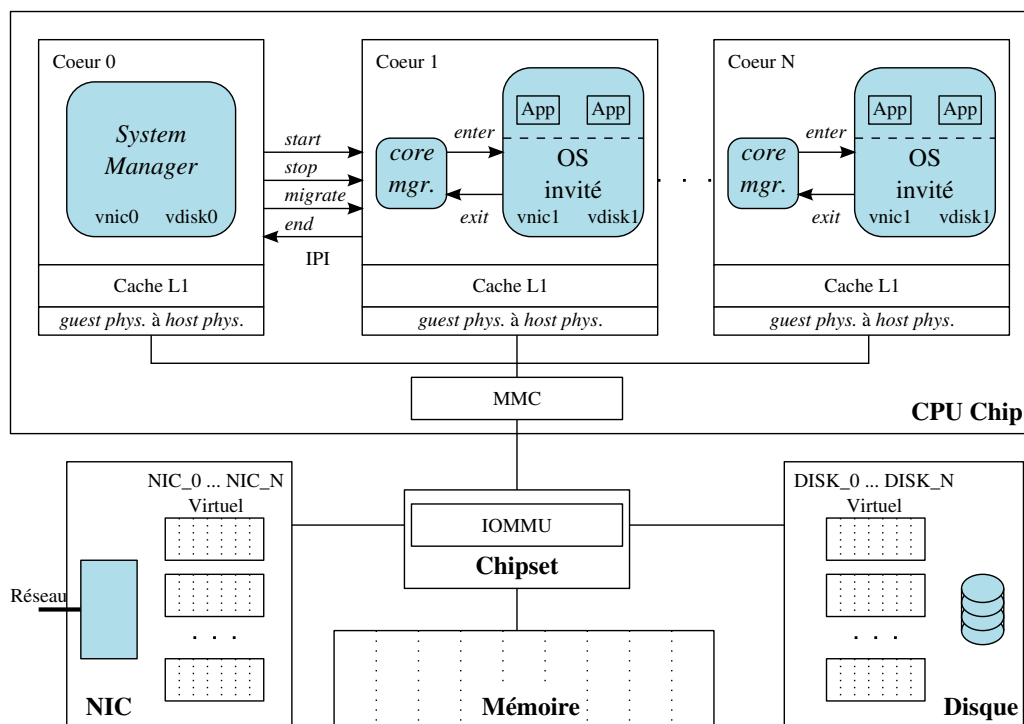 Coeur 0
System
Manager
vnic0 vdisk0
start
stop
migrate
end
IPI
Coeur 1
core
mgr.
enter
exit
App App
OS
invité
vnic1 vdisk1
. . .
Coeur N
core
mgr.
enter
exit
App App
OS
invité
vnic1 vdisk1
Cache L1
Cache L1
Cache L1
guest phys. à host phys.
guest phys. à host phys.
guest phys. à host phys.
MMC
CPU Chip
NIC_0 ... NIC_N
Virtuel
Réseau
. . .
NIC
IOMMU
Chipset
Mémoire
DISK_0 ... DISK_N
Virtuel
. . .
Disque